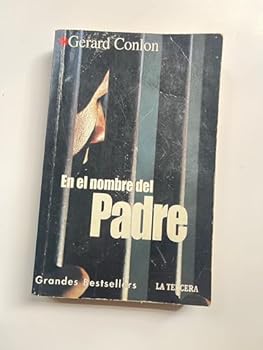 Gerard Conlon
En el nombre del
Padre
Grandes Bestsellers
LA TERCERA